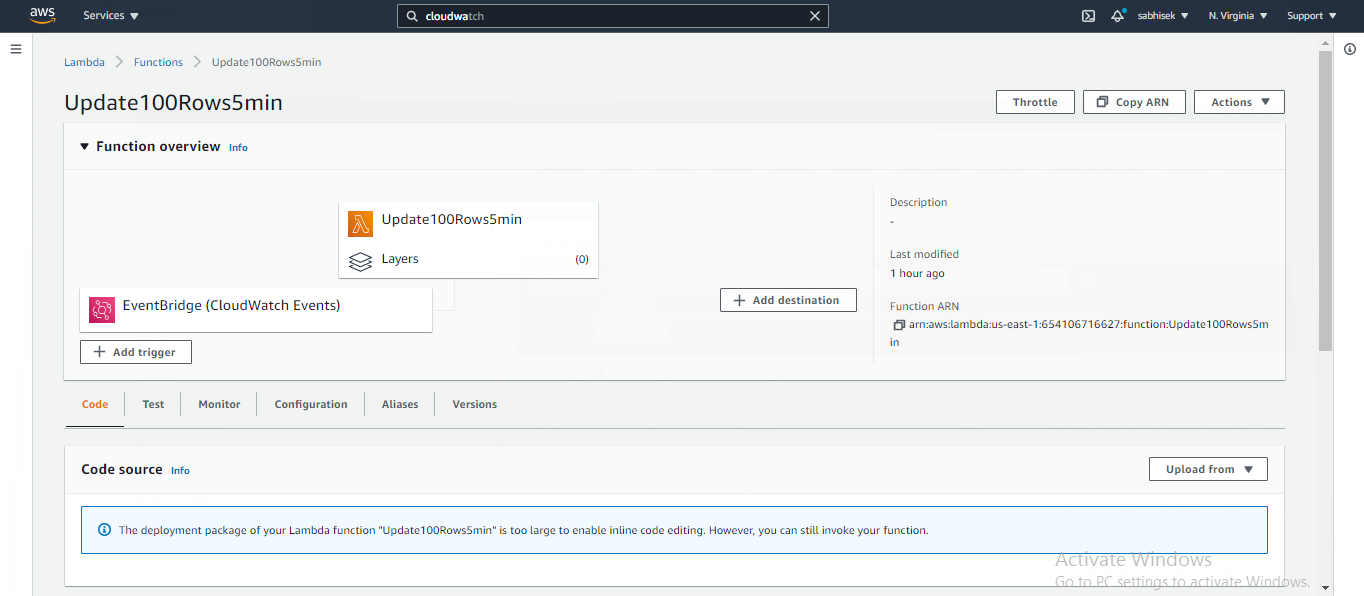 aws Services cloudwatch sabhisek N. Virginia Support
Lambda Functions Update100Rows5min
Update100Rows5min Throttle Copy ARN Actions
Function overview Info
Update100Rows5min
Layers (0)
EventBridge (CloudWatch Events)
Add trigger
Add destination
Description
-
Last modified
1 hour ago
Function ARN
arn:aws:lambda:us-east-1:654106716627:function:Update100Rows5m
in
Code Test Monitor Configuration Aliases Versions
Code source Info Upload from
The deployment package of your Lambda function "Update100Rows5min" is too large to enable inline code editing. However, you can still invoke your function.
Activate Windows
Go to PC settings to activate Windows.